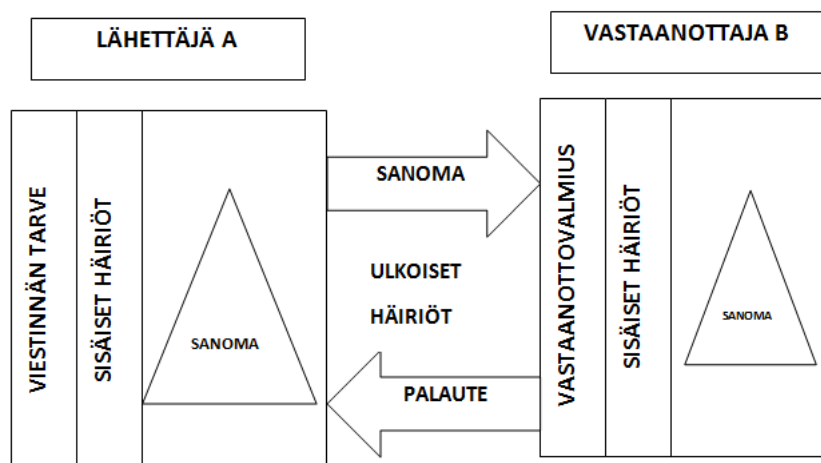 LÄHETTÄJÄ A
VASTAANOTTAJA B
VIESTINNÄN TARVE
SISÄISET HÄIRIÖT
SANOMA
SANOMA
ULKOISET
HÄIRIÖT
PALAUTE
VASTAANOTTOVALMIUS
SISÄISET HÄIRIÖT
SANOMA